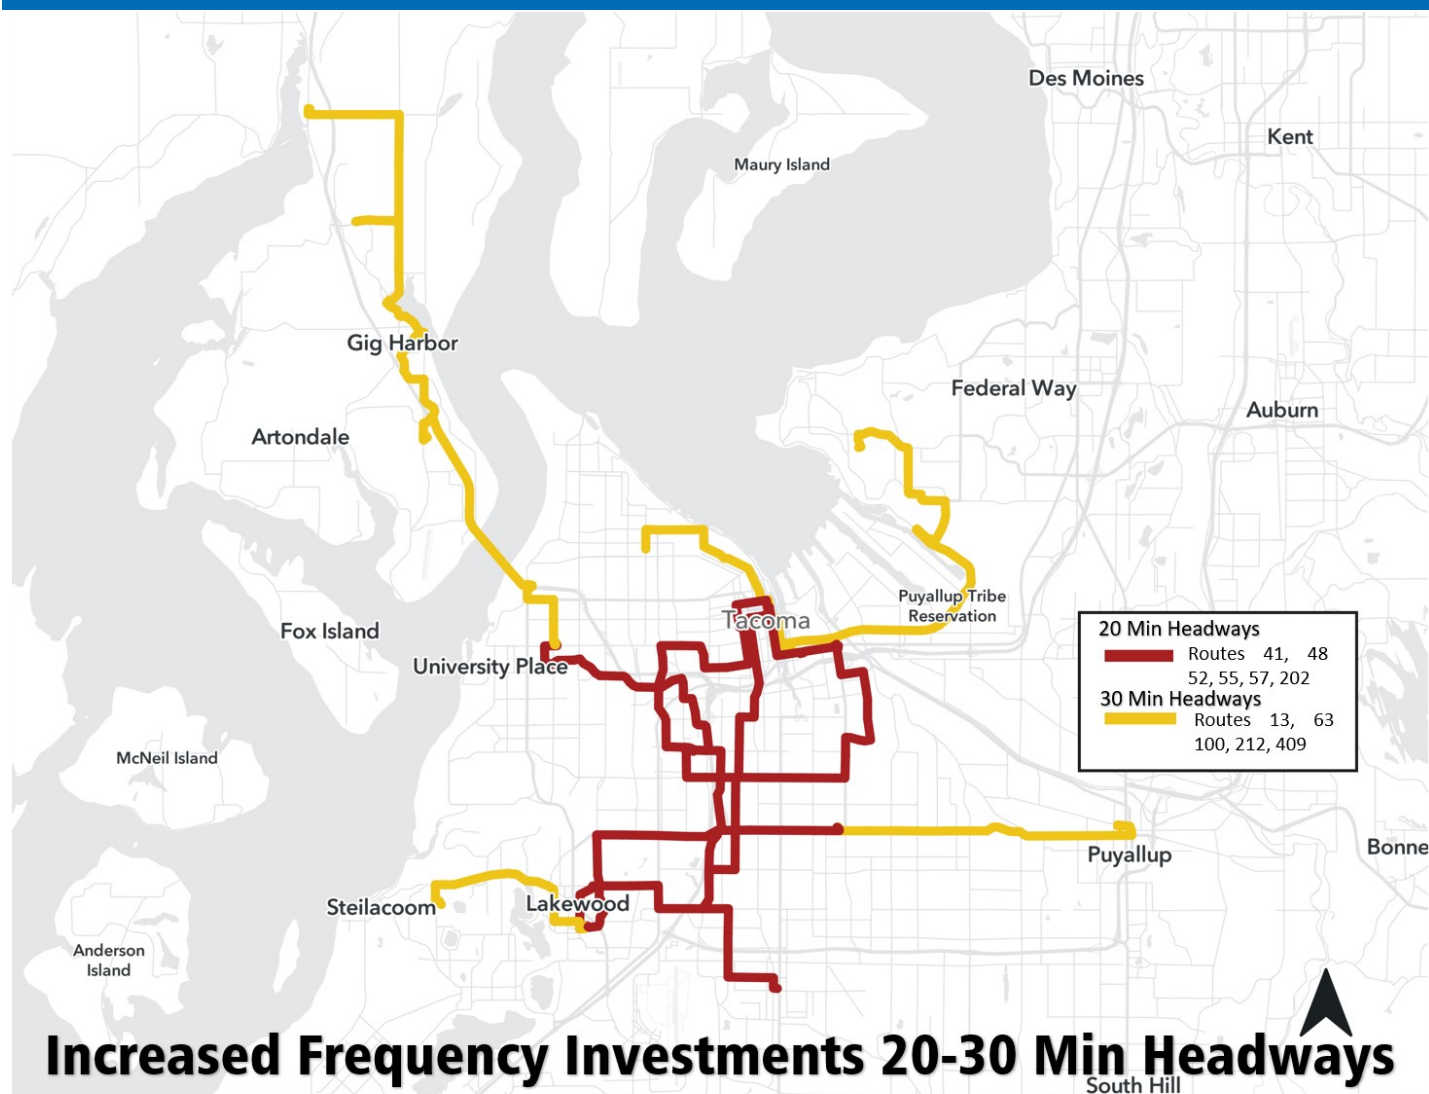 Des Moines
Kent
Maury Island
Gig Harbor
Federal Way
Auburn
Artondale
Puyallup Tribe
Reservation
Tacoma
Fox Island
University Place
20 Min Headways
Routes 41, 48
52, 55, 57, 202
30 Min Headways
Routes 13, 63
100, 212, 409
McNeil Island
Puyallup
Bonne
Steilacoom
Lakewood
Anderson
Island
Increased Frequency Investments 20-30 Min Headways
South Hill